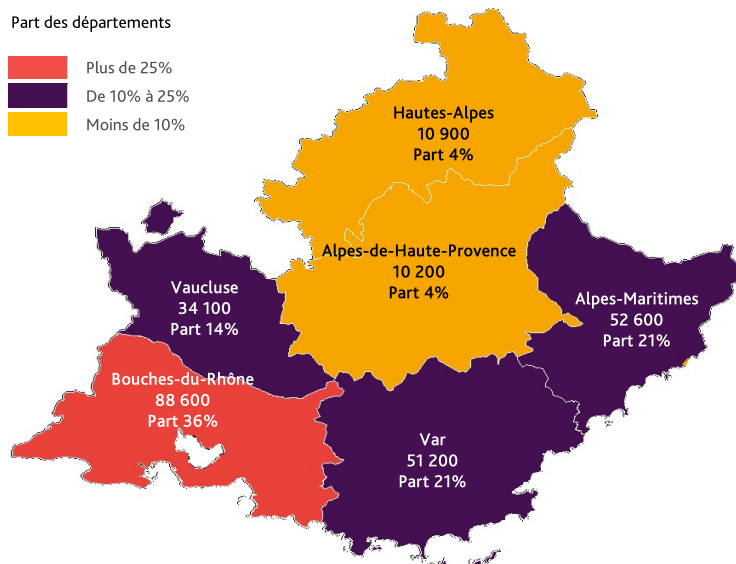 Part des départements
Plus de 25%
De 10% à 25%
Moins de 10%
Hautes-Alpes
10 900
Part 4%
Alpes-de-Haute-Provence
10 200
Part 4%
Vaucluse
34 100
Part 14%
Alpes-Maritimes
52 600
Part 21%
Bouches-du-Rhône
88 600
Part 36%
Var
51 200
Part 21%